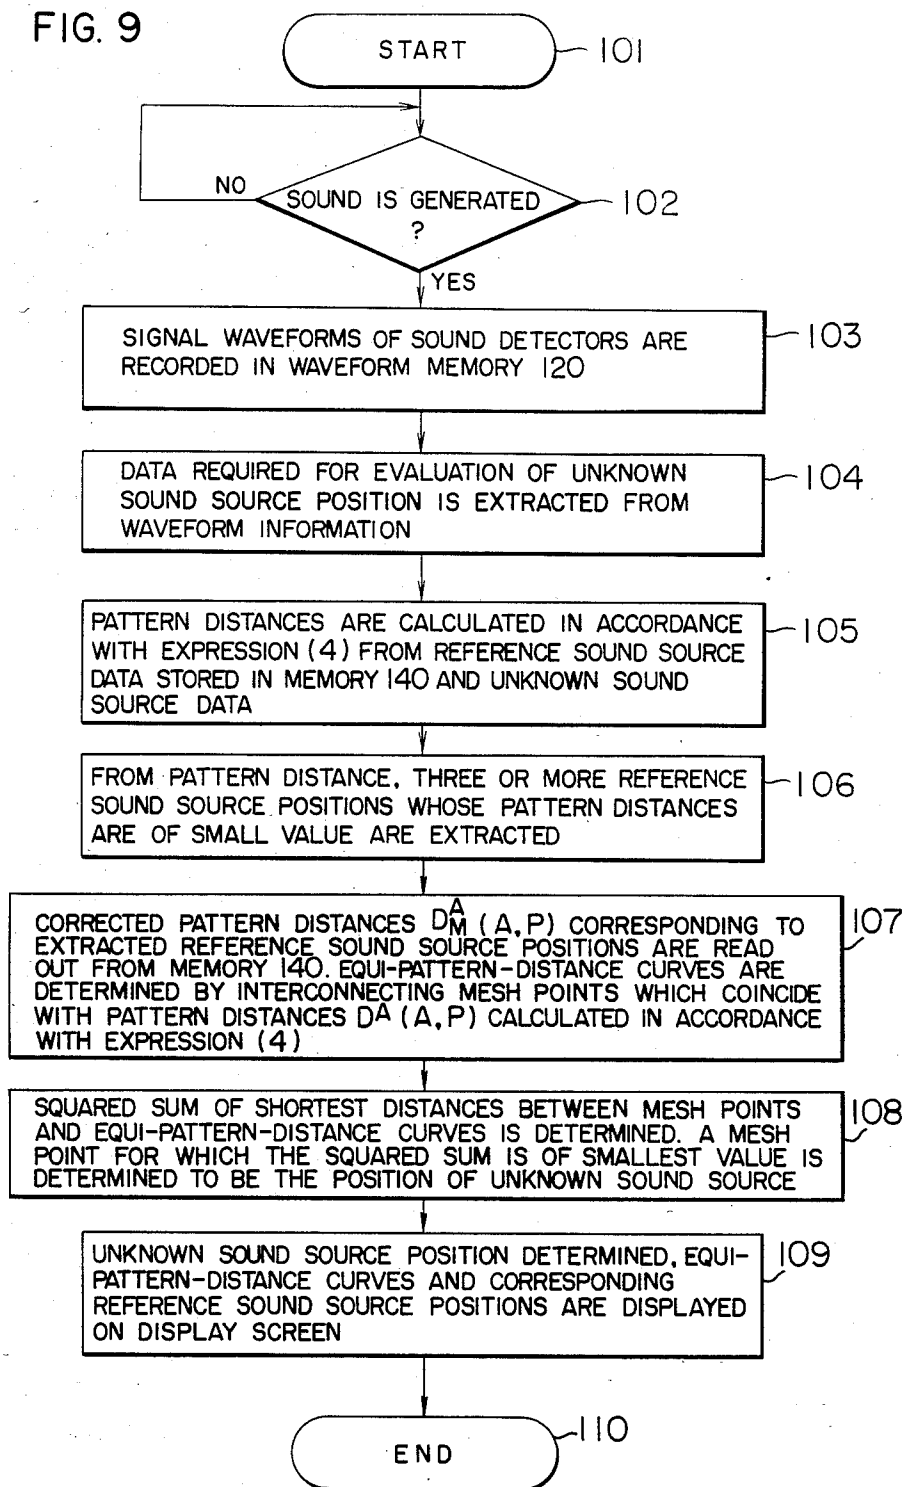 FIG. 9
START
101
NO
SOUND IS GENERATED
?
102
YES
SIGNAL WAVEFORMS OF SOUND DETECTORS ARE
RECORDED IN WAVEFORM MEMORY 120
103
DATA REQUIRED FOR EVALUATION OF UNKNOWN
SOUND SOURCE POSITION IS EXTRACTED FROM
WAVEFORM INFORMATION
104
PATTERN DISTANCES ARE CALCULATED IN ACCORDANCE
WITH EXPRESSION (4) FROM REFERENCE SOUND SOURCE
DATA STORED IN MEMORY 140 AND UNKNOWN SOUND
SOURCE DATA
105
FROM PATTERN DISTANCE, THREE OR MORE REFERENCE
SOUND SOURCE POSITIONS WHOSE PATTERN DISTANCES
ARE OF SMALL VALUE ARE EXTRACTED
106
CORRECTED PATTERN DISTANCES D^A_M (A,P) CORRESPONDING TO
EXTRACTED REFERENCE SOUND SOURCE POSITIONS ARE READ
OUT FROM MEMORY 140. EQUI-PATTERN-DISTANCE CURVES ARE
DETERMINED BY INTERCONNECTING MESH POINTS WHICH COINCIDE
WITH PATTERN DISTANCES D^A (A,P) CALCULATED IN ACCORDANCE
WITH EXPRESSION (4)
107
SQUARED SUM OF SHORTEST DISTANCES BETWEEN MESH POINTS
AND EQUI-PATTERN-DISTANCE CURVES IS DETERMINED. A MESH
POINT FOR WHICH THE SQUARED SUM IS OF SMALLEST VALUE IS
DETERMINED TO BE THE POSITION OF UNKNOWN SOUND SOURCE
108
UNKNOWN SOUND SOURCE POSITION DETERMINED, EQUI-
PATTERN-DISTANCE CURVES AND CORRESPONDING
REFERENCE SOUND SOURCE POSITIONS ARE DISPLAYED
ON DISPLAY SCREEN
109
END
110